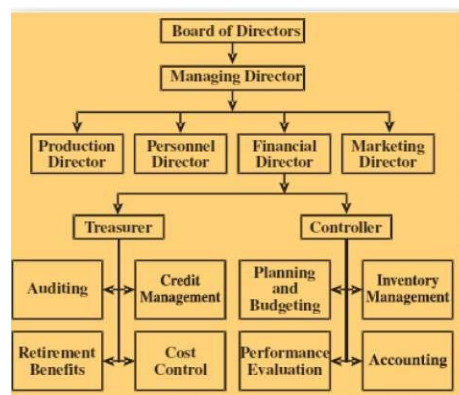 Board of Directors
Managing Director
Production
Director
Personnel
Director
Financial
Director
Marketing
Director
Treasurer
Controller
Auditing
Credit
Management
Planning
and
Budgeting
Inventory
Management
Retirement
Benefits
Cost
Control
Performance
Evaluation
Accounting